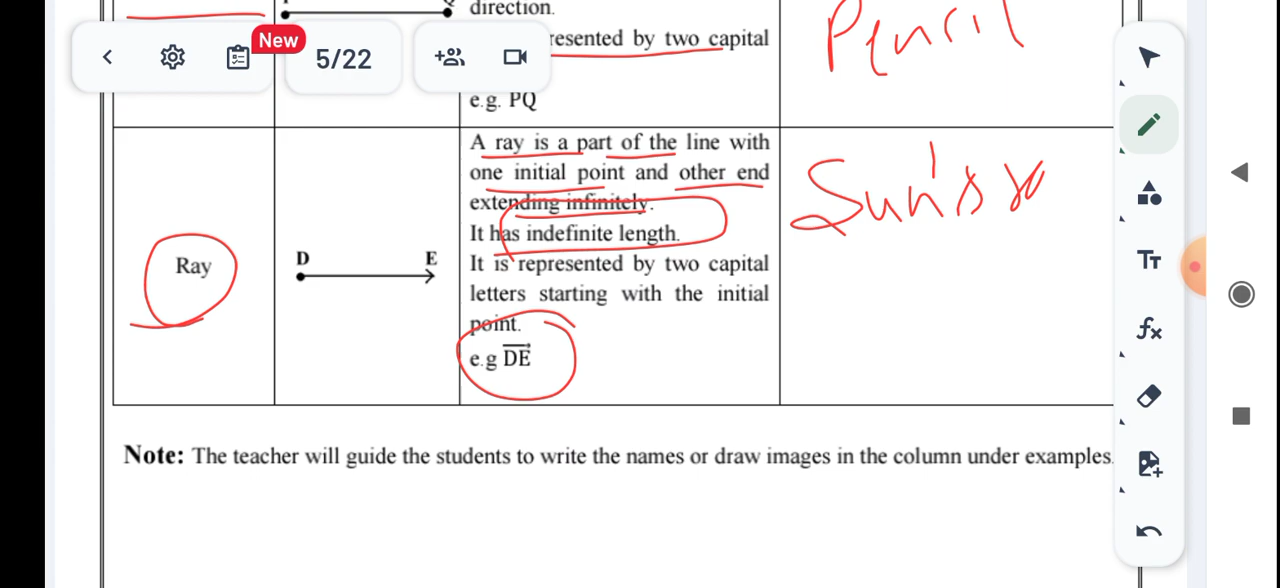 direction.
New
5/22
resented by two capital
Pencil
e.g. PQ
A ray is a part of the line with
one initial point and other end
extending infinitely.
It has indefinite length.
It is represented by two capital
letters starting with the initial
point.
e.g DE
Ray
D E
Sun's
Note: The teacher will guide the students to write the names or draw images in the column under examples.
TT
fx